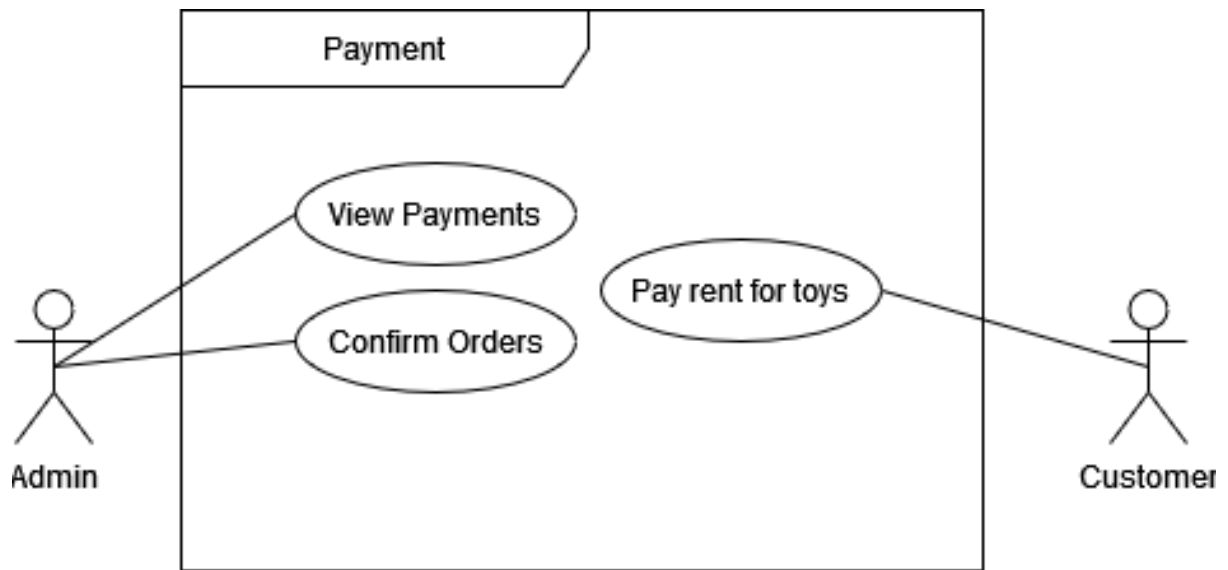 Payment
View Payments
Pay rent for toys
Confirm Orders
Admin
Customer